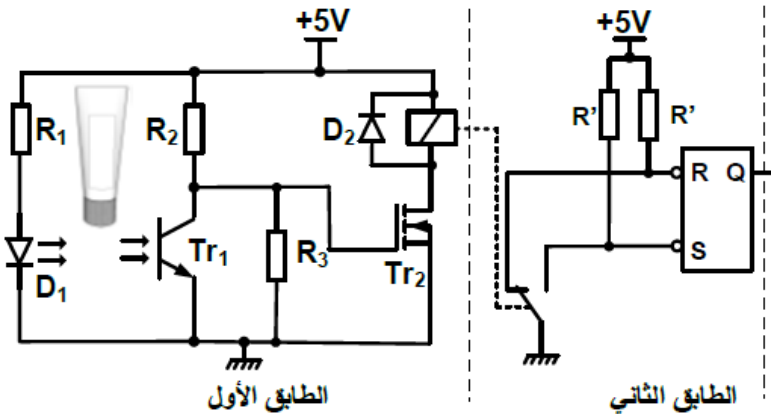 +5V
+5V
R₁
R₂
D₂
R’
R’
R
Q
Tr₁
R₃
S
D₁
Tr₂
الطابق الأول
الطابق الثاني